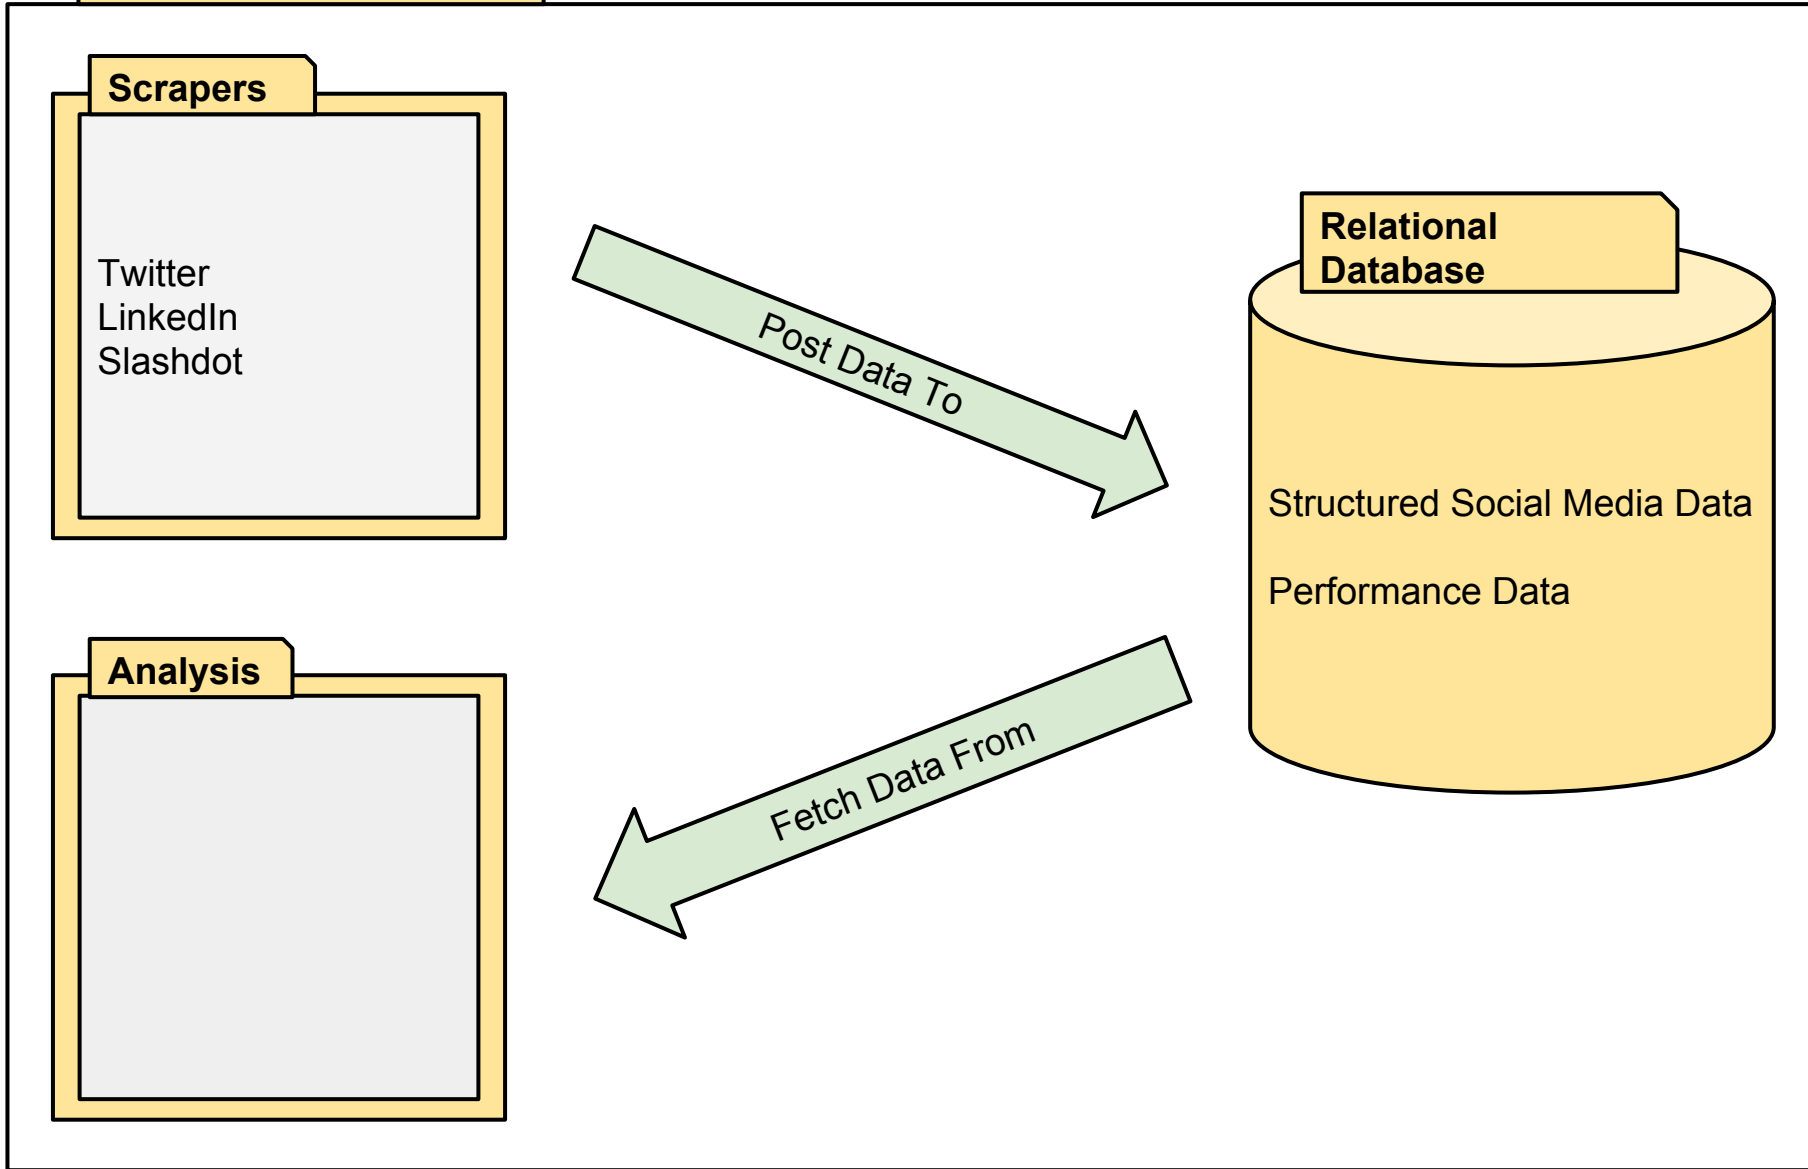 Scrapers
Twitter
LinkedIn
Slashdot
Post Data To
Relational
Database
Structured Social Media Data
Performance Data
Analysis
Fetch Data From